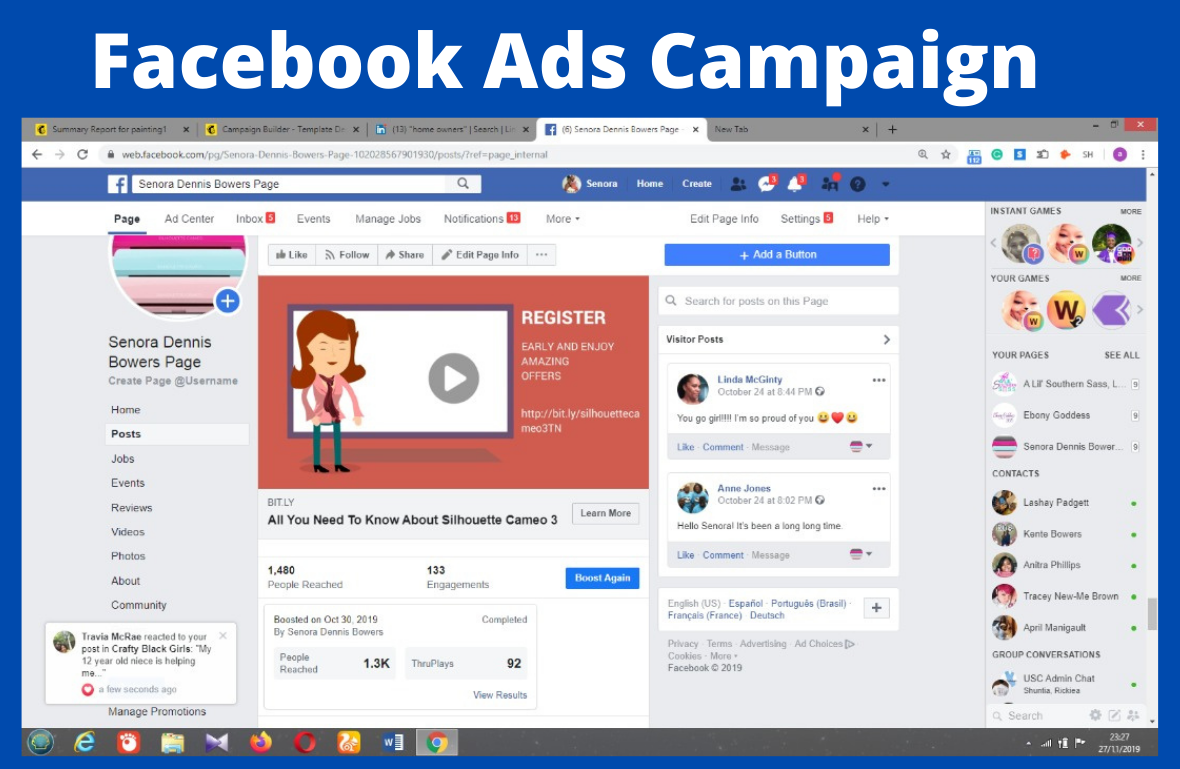 Facebook Ads Campaign
Summary Report for painting1
Campaign Builder - Template De
(13) "home owners" | Search | Lin
(6) Senora Dennis Bowers Page -
New Tab
web.facebook.com/pg/Senora-Dennis-Bowers-Page-102028567901930/posts/?ref=page_internal
SH
a
Senora Dennis Bowers Page
Senora
Home
Create
3
3
Page
Ad Center
Inbox 5
Events
Manage Jobs
Notifications 13
More
Edit Page Info
Settings 5
Help
Senora Dennis
Bowers Page
Create Page @Username
Home
Posts
Jobs
Events
Reviews
Videos
Photos
About
Community
Travia McRae reacted to your
post in Crafty Black Girls: "My
12 year old niece is helping
me..."
a few seconds ago
Manage Promotions
Like
Follow
Share
Edit Page Info
REGISTER
EARLY AND ENJOY
AMAZING
OFFERS
http://bit.ly/silhouetteca
meo3TN
BIT.LY
All You Need To Know About Silhouette Cameo 3
Learn More
1,480
People Reached
133
Engagements
Boost Again
Boosted on Oct 30, 2019
Completed
By Senora Dennis Bowers
People
Reached
1.3K
ThruPlays
92
View Results
+ Add a Button
Search for posts on this Page
Visitor Posts
Linda McGinty
October 24 at 8:44 PM
You go girl!!!! I'm so proud of you 😆❤️😆
Like · Comment · Message
Anne Jones
October 24 at 8:02 PM
Hello Senora! It's been a long long time.
Like · Comment · Message
English (US) · Español · Português (Brasil) ·
Français (France) · Deutsch
Privacy · Terms · Advertising · Ad Choices
Cookies · More
Facebook © 2019
INSTANT GAMES
MORE
W
YOUR GAMES
MORE
W
W
YOUR PAGES
SEE ALL
A Lil' Southern Sass, L... 9
Ebony Goddess 9
Senora Dennis Bower... 9
CONTACTS
Lashay Padgett
Kente Bowers
Anitra Phillips
Tracey New-Me Brown
April Manigault
GROUP CONVERSATIONS
USC Admin Chat
Search
23:27
27/11/2019